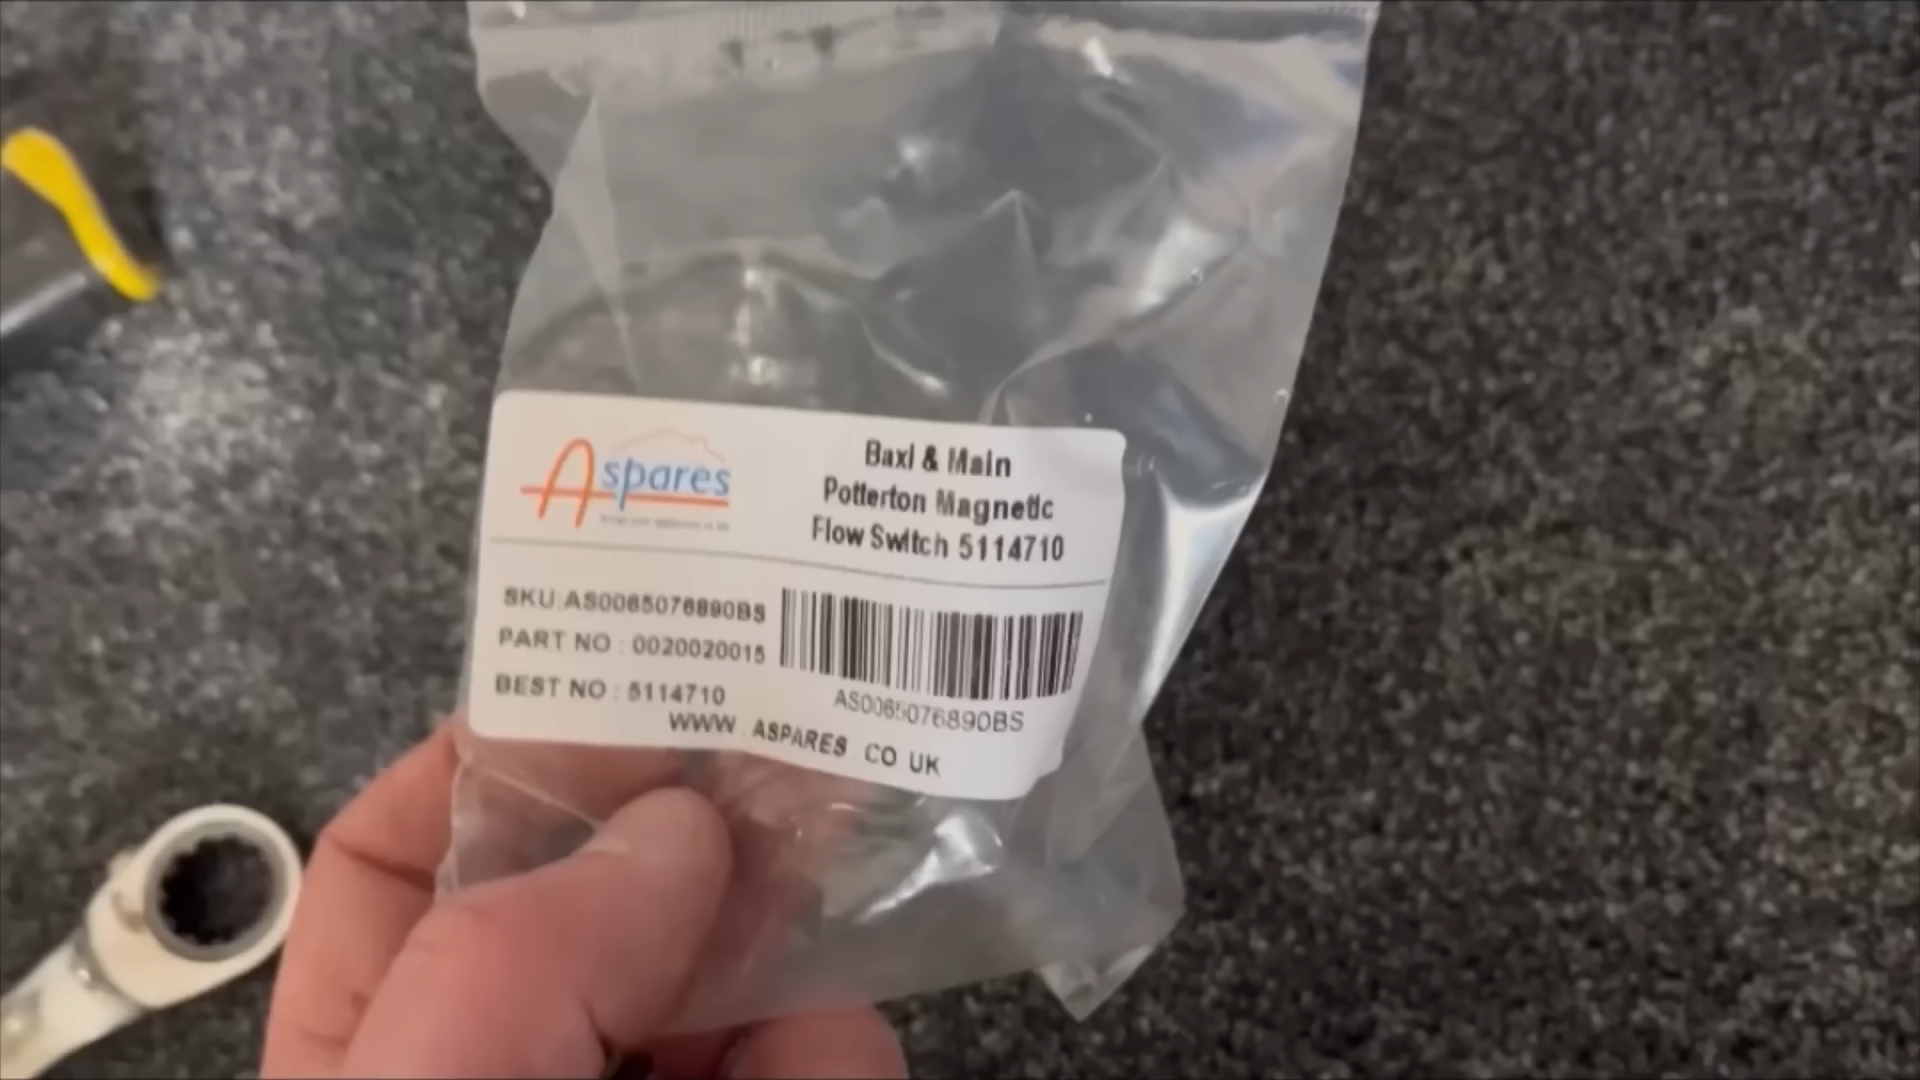 Aspares
Baxi & Main
Potterton Magnetic
Flow Switch 5114710
SKU:AS0065076890BS
PART NO : 0020020015
BEST NO : 5114710
AS0065076890BS
WWW . ASPARES . CO UK